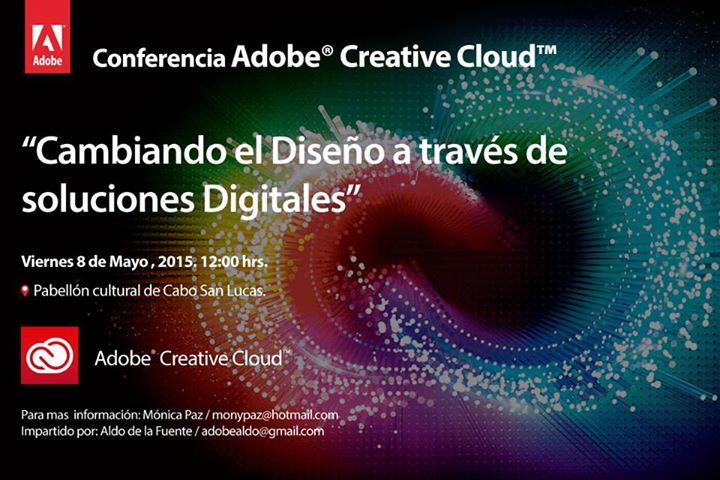 Adobe
Conferencia Adobe® Creative Cloud™
“Cambiando el Diseño a través de
soluciones Digitales”
Viernes 8 de Mayo , 2015. 12:00 hrs.
Pabellón cultural de Cabo San Lucas.
Adobe® Creative Cloud™
Para mas información: Mónica Paz / monypaz@hotmail.com
Impartido por: Aldo de la Fuente / adobealdo@gmail.com